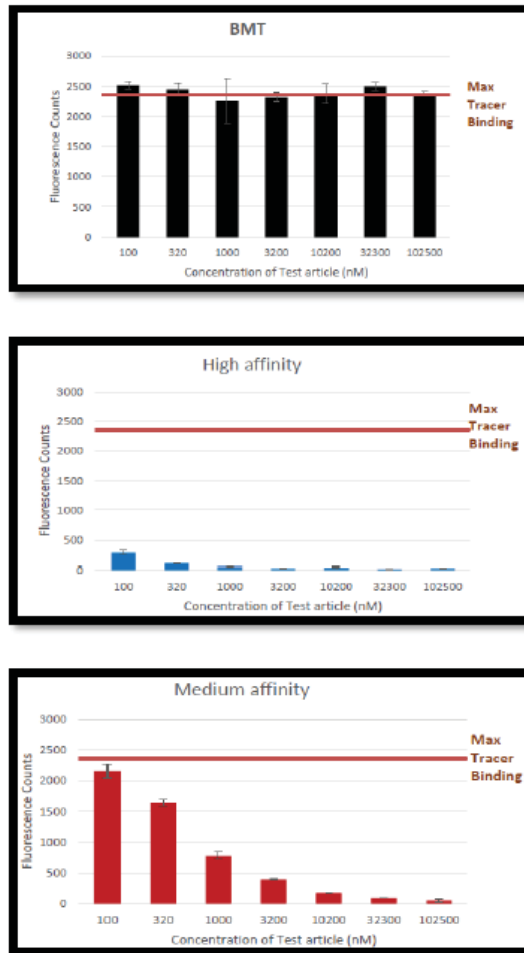 BMT
3000
2500
2000
1500
1000
500
0
Fluorescence Counts
Max
Tracer
Binding
100 320 1000 3200 10200 32300 102500
Concentration of Test article (nM)
High affinity
3000
2500
2000
1500
1000
500
0
Fluorescence Counts
Max
Tracer
Binding
100 320 1000 3200 10200 32300 102500
Concentration of Test article (nM)
Medium affinity
3000
2500
2000
1500
1000
500
0
Fluorescence Counts
Max
Tracer
Binding
100 320 1000 3200 10200 32300 102500
Concentration of Test article (nM)